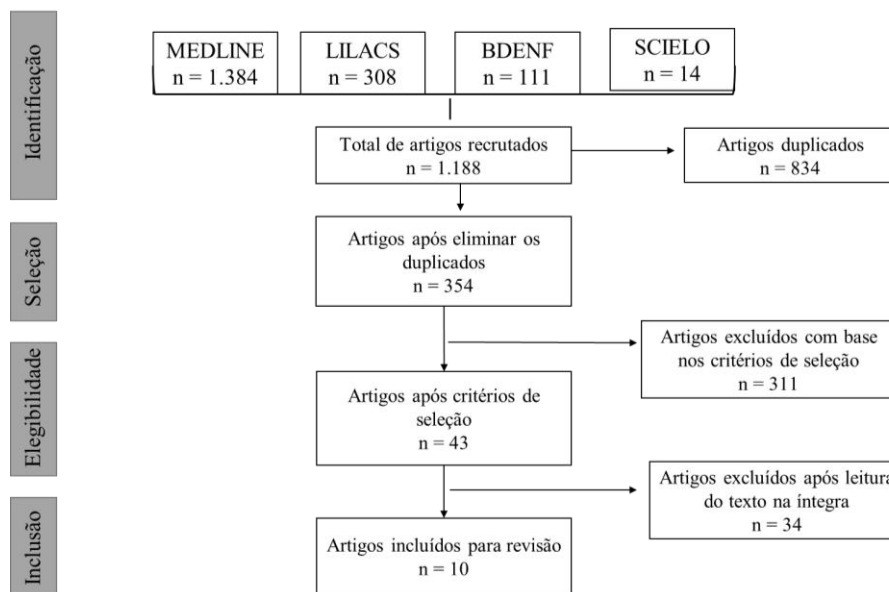 Identificação
MEDLINE
n = 1.384
LILACS
n = 308
BDENF
n = 111
SCIELO
n = 14
Total de artigos recrutados
n = 1.188
Artigos duplicados
n = 834
Seleção
Artigos após eliminar os
duplicados
n = 354
Artigos excluídos com base
nos critérios de seleção
n = 311
Elegibilidade
Artigos após critérios de
seleção
n = 43
Artigos excluídos após leitura
do texto na íntegra
n = 34
Inclusão
Artigos incluídos para revisão
n = 10